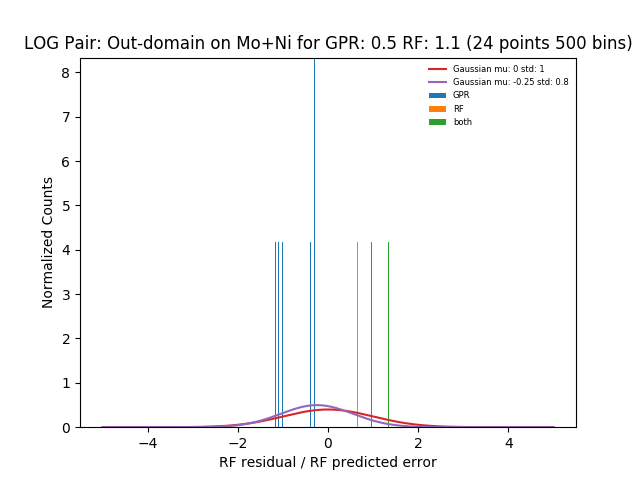 LOG Pair: Out-domain on Mo+Ni for GPR: 0.5 RF: 1.1 (24 points 500 bins)
Normalized Counts
8
7
6
5
4
3
2
1
0
Gaussian mu: 0 std: 1
Gaussian mu: -0.25 std: 0.8
GPR
RF
both
−4 −2 0 2 4
RF residual / RF predicted error